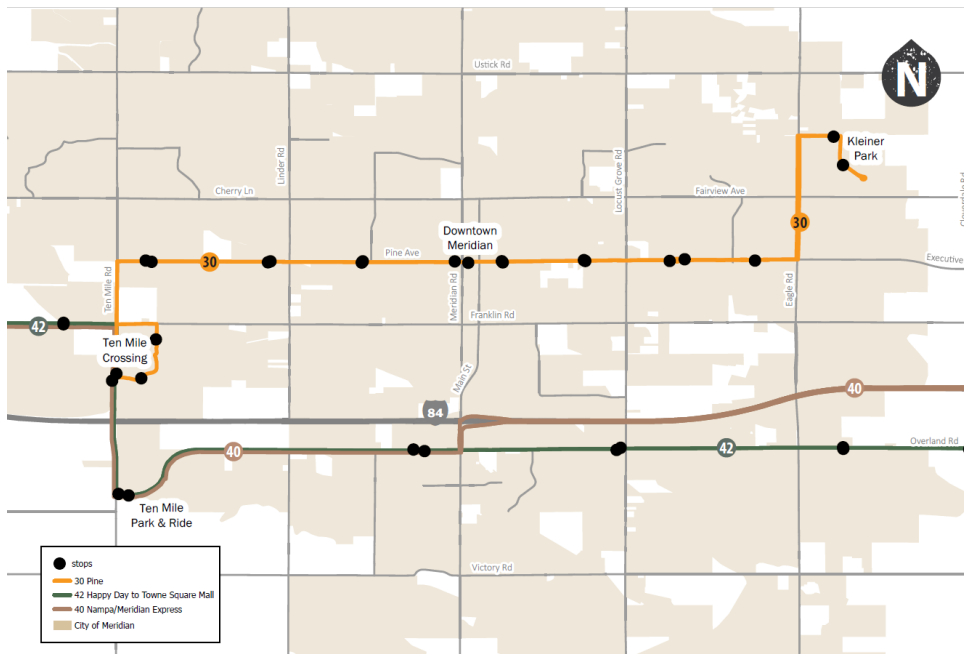 Ustick Rd
N
Kleiner
Park
Linder Rd
Locust Grove Rd
Cherry Ln
Fairview Ave
Cloverdale Rd
30
Downtown
Meridian
Pine Ave
30
Executive
Ten Mile Rd
Meridian Rd
Eagle Rd
42
Franklin Rd
Ten Mile
Crossing
Main St
84
40
40
42
Overland Rd
Ten Mile
Park & Ride
Victory Rd
stops
30 Pine
42 Happy Day to Towne Square Mall
40 Nampa/Meridian Express
City of Meridian